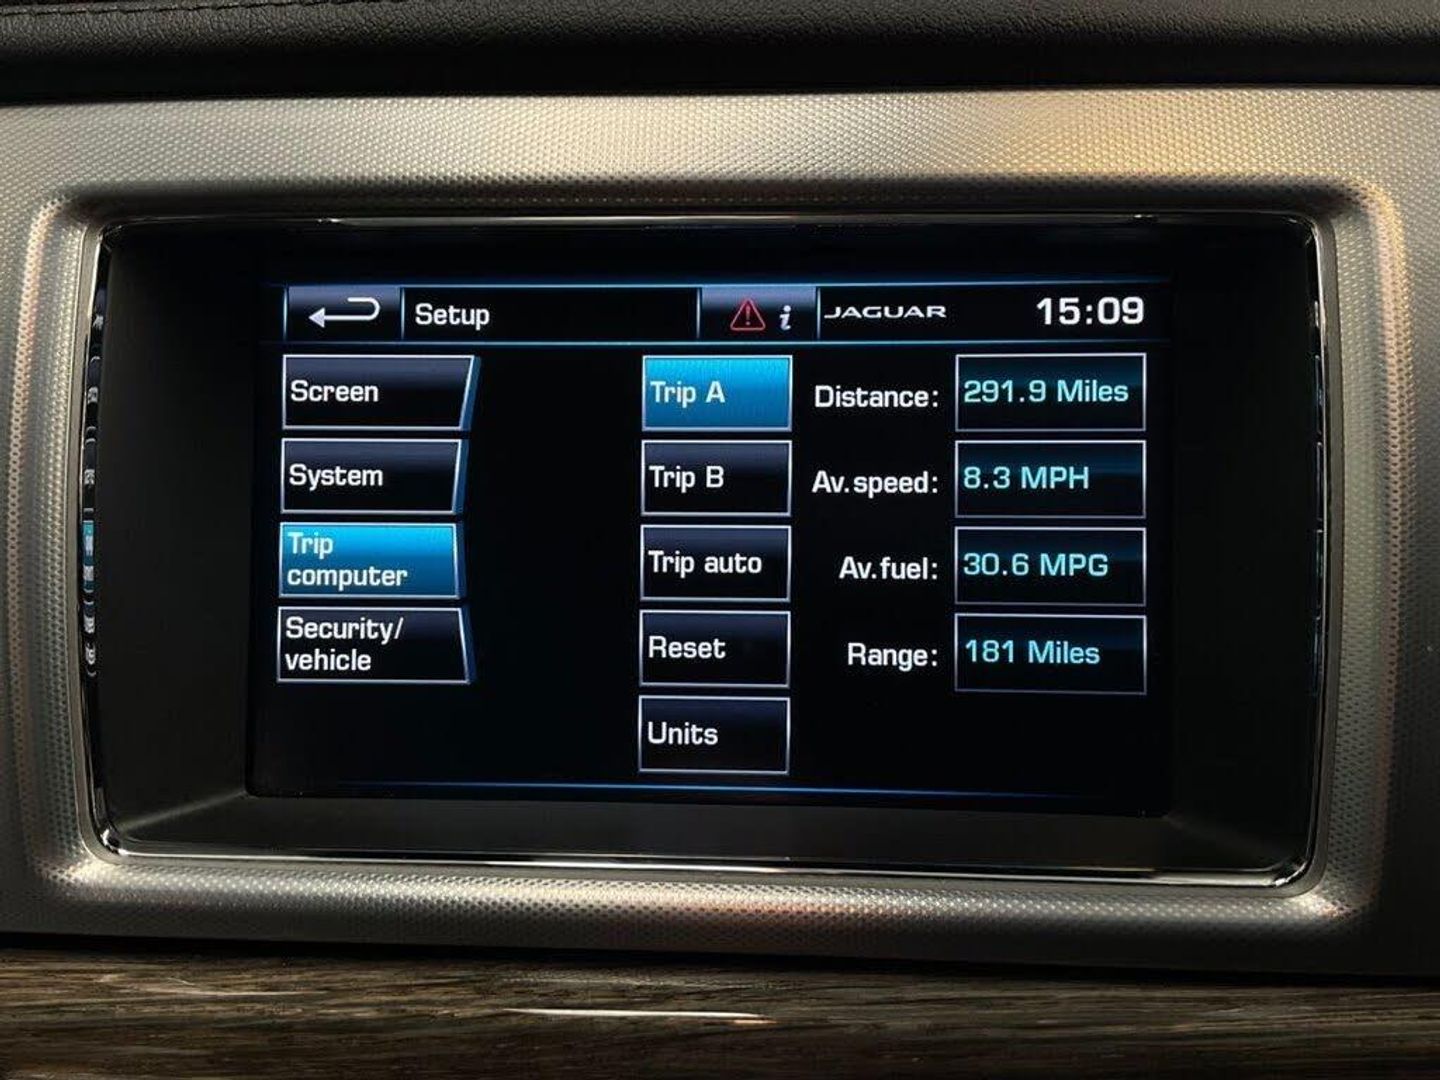 Setup
i
JAGUAR
15:09
Screen
System
Trip
computer
Security/
vehicle
Trip A
Trip B
Trip auto
Reset
Units
Distance: 291.9 Miles
Av.speed: 8.3 MPH
Av.fuel: 30.6 MPG
Range: 181 Miles